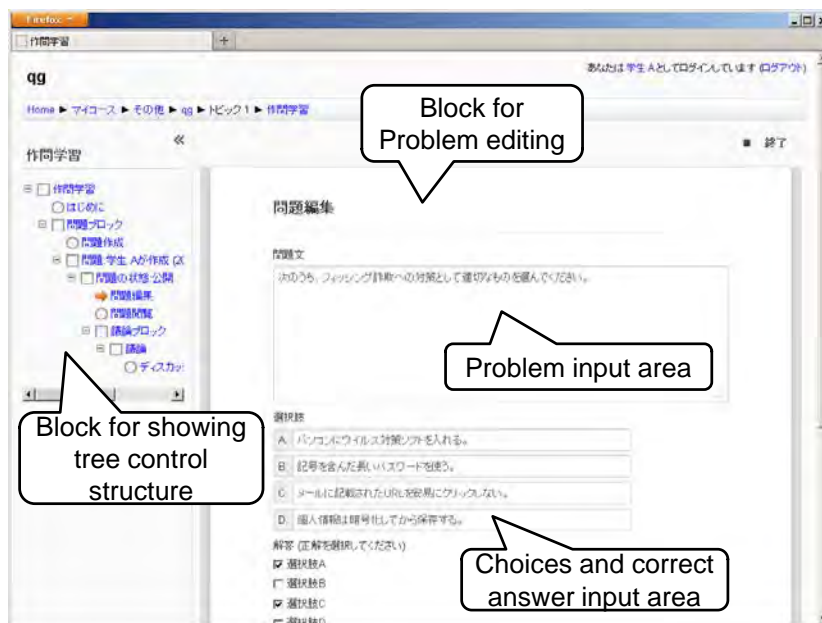 Firefox
作問学習
+
qg
あなたは 学生 A としてログインしています (ログアウト)
Home ► マイコース ► その他 ► qg ► トピック 1 ► 作問学習
Block for
Problem editing
作問学習
«
■ 終了
作問学習
はじめに
問題ブロック
問題作成
問題:学生 Aが作成 (2(
問題の状態:公開
問題編集
問題閲覧
議論ブロック
議論
ディスカッ
Block for showing
tree control
structure
問題編集
問題文
次のうち、フィッシング詐欺への対策として適切なものを選んでください。
Problem input area
選択肢
A. パソコンにウイルス対策ソフトを入れる。
B. 記号を含んだ長いパスワードを使う。
C. メールに記載されたURLを安易にクリックしない。
D. 個人情報は暗号化してから保存する。
解答 (正解を選択してください)
選択肢A
選択肢B
選択肢C
選択肢D
Choices and correct
answer input area